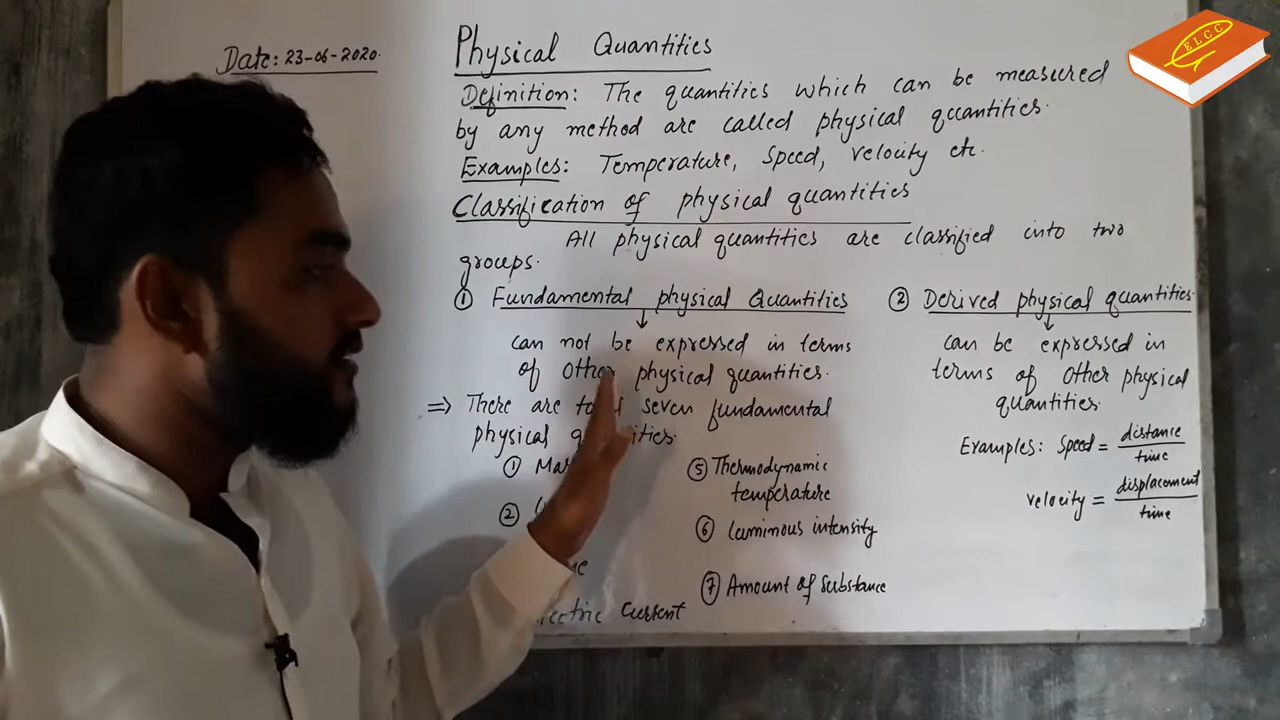 Date: 23-06-2020.
Physical Quantities
Definition: The quantities which can be measured
by any method are called physical quantities.
Examples: Temperature, Speed, Velocity etc.
Classification of physical quantities
All physical quantities are classified into two
groups.
① Fundamental physical Quantities
can not be expressed in terms
of other physical quantities.
⇒ There are seven fundamental
physical
①
②
Electric Current
⑤ Thermodynamic
temperature
⑥ Luminous intensity
⑦ Amount of substance
② Derived physical quantities.
can be expressed in
terms of other physical
quantities.
Examples: Speed = distance
time
velocity = displacement
time
ELCC